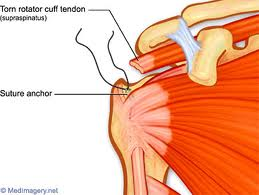 Torn rotator cuff tendon
(supraspinatus)
Suture anchor
© Medimagery.net